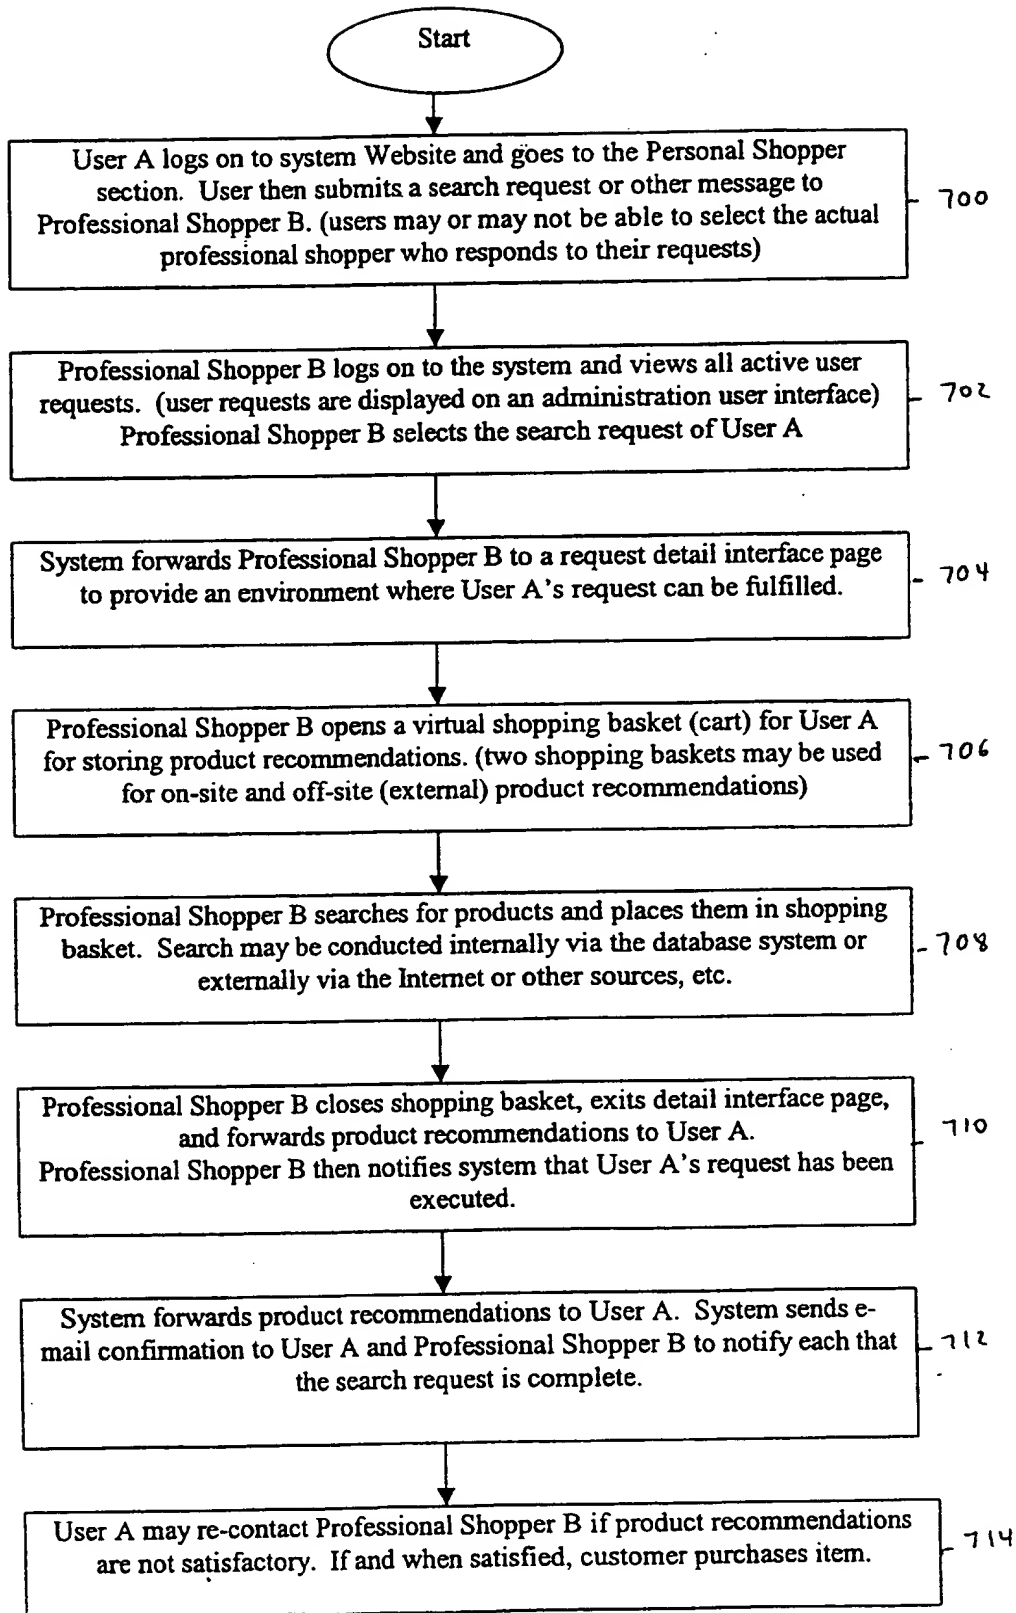 Start
User A logs on to system Website and goes to the Personal Shopper
section. User then submits a search request or other message to
Professional Shopper B. (users may or may not be able to select the actual
professional shopper who responds to their requests)
700
Professional Shopper B logs on to the system and views all active user
requests. (user requests are displayed on an administration user interface)
Professional Shopper B selects the search request of User A
702
System forwards Professional Shopper B to a request detail interface page
to provide an environment where User A's request can be fulfilled.
704
Professional Shopper B opens a virtual shopping basket (cart) for User A
for storing product recommendations. (two shopping baskets may be used
for on-site and off-site (external) product recommendations)
706
Professional Shopper B searches for products and places them in shopping
basket. Search may be conducted internally via the database system or
externally via the Internet or other sources, etc.
708
Professional Shopper B closes shopping basket, exits detail interface page,
and forwards product recommendations to User A.
Professional Shopper B then notifies system that User A's request has been
executed.
710
System forwards product recommendations to User A. System sends e-
mail confirmation to User A and Professional Shopper B to notify each that
the search request is complete.
712
User A may re-contact Professional Shopper B if product recommendations
are not satisfactory. If and when satisfied, customer purchases item.
714